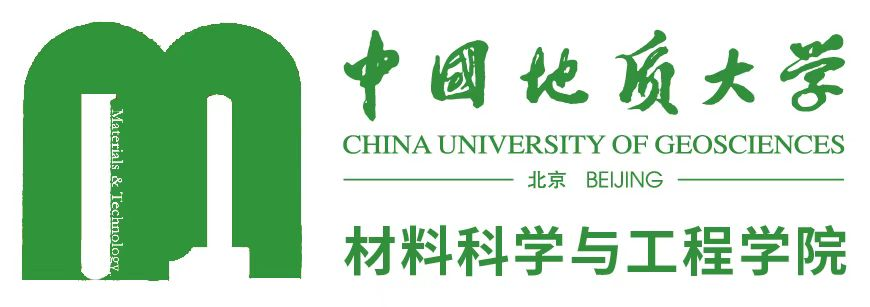 Materials & Technology
中國地质大学
CHINA UNIVERSITY OF GEOSCIENCES
北京 BEIJING
材料科学与工程学院